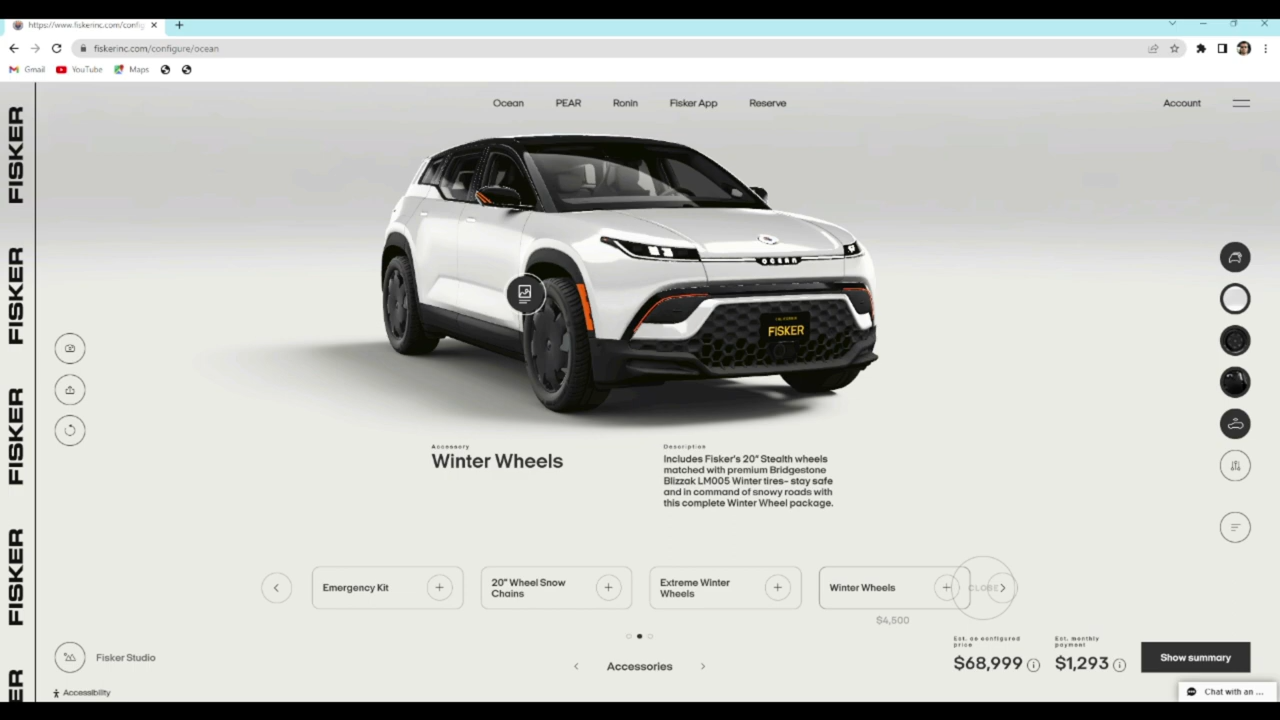 https://www.fiskerinc.com/config
fiskerinc.com/configure/ocean
Gmail
YouTube
Maps
FISKER
FISKER
FISKER
FISKER
ER
Ocean
PEAR
Ronin
Fisker App
Reserve
Account
OCEAN
FISKER
Accessory
Winter Wheels
Description
Includes Fisker's 20" Stealth wheels
matched with premium Bridgestone
Blizzak LM005 Winter tires- stay safe
and in command of snowy roads with
this complete Winter Wheel package.
Emergency Kit
20" Wheel Snow
Chains
Extreme Winter
Wheels
Winter Wheels
CLOSE
$4,500
Est. as configured
price
$68,999
Est. monthly
payment
$1,293
Show summary
Fisker Studio
Accessories
Accessibility
Chat with an ...